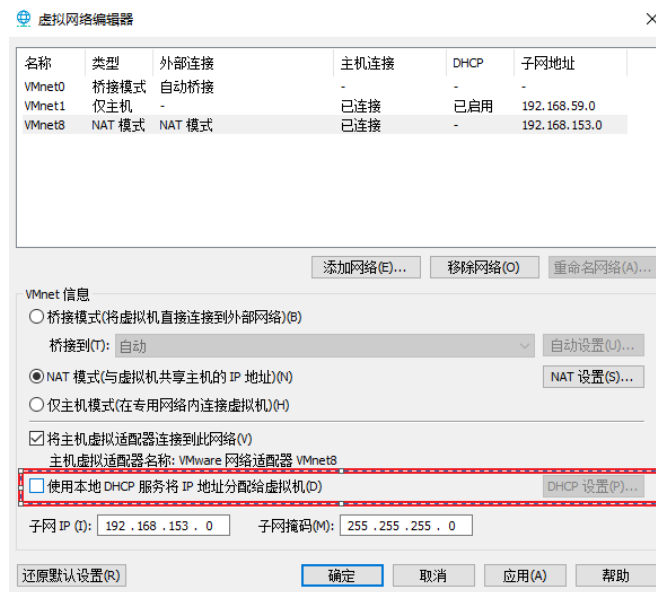 虚拟网络编辑器
名称 类型 外部连接 主机连接 DHCP 子网地址
VMnet0 桥接模式 自动桥接 - - -
VMnet1 仅主机 - 已连接 已启用 192.168.59.0
VMnet8 NAT 模式 NAT 模式 已连接 - 192.168.153.0
添加网络(E)... 移除网络(O) 重命名网络(A)...
VMnet 信息
桥接模式(将虚拟机直接连接到外部网络)(B)
桥接到(T): 自动 自动设置(U)...
NAT 模式(与虚拟机共享主机的 IP 地址)(N) NAT 设置(S)...
仅主机模式(在专用网络内连接虚拟机)(H)
将主机虚拟适配器连接到此网络(V)
主机虚拟适配器名称: VMware 网络适配器 VMnet8
使用本地 DHCP 服务将 IP 地址分配给虚拟机(D) DHCP 设置(P)...
子网 IP (I): 192 . 168 . 153 . 0 子网掩码(M): 255 . 255 . 255 . 0
还原默认设置(R) 确定 取消 应用(A) 帮助